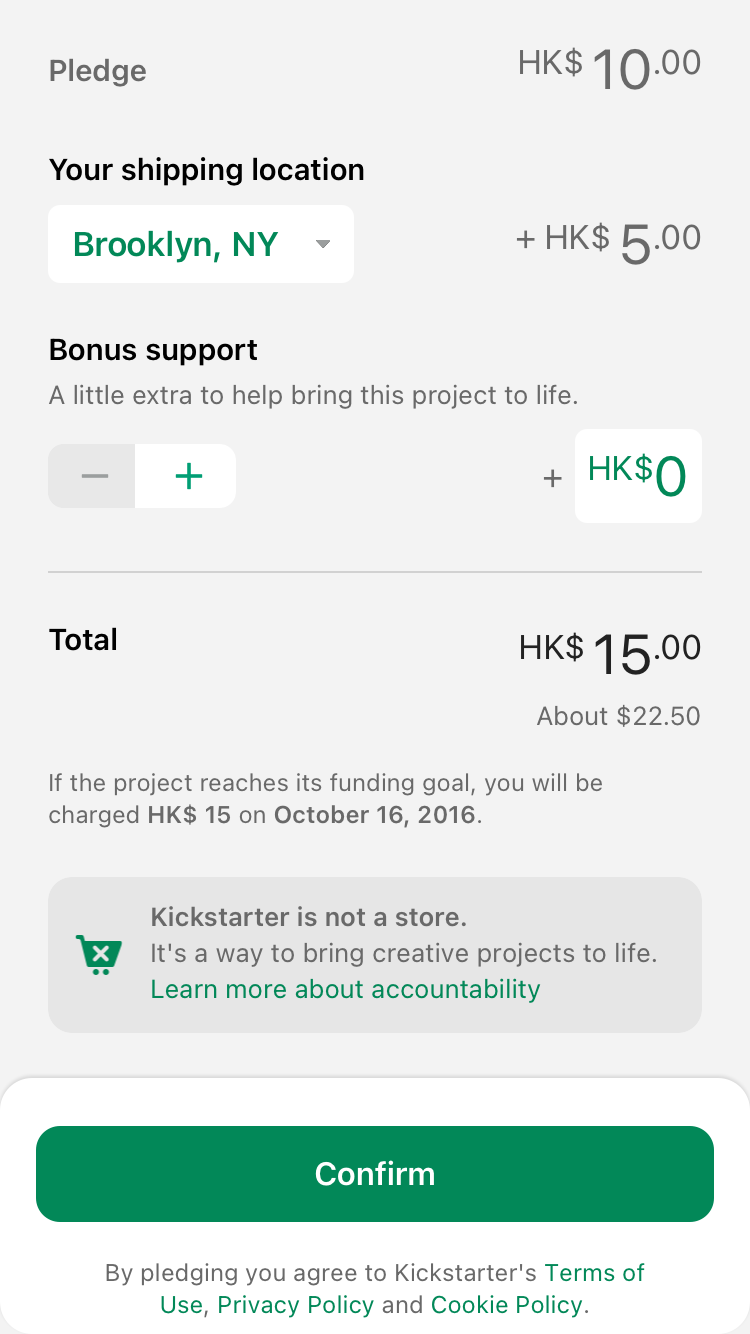 Pledge HK$ 10.00
Your shipping location
Brooklyn, NY + HK$ 5.00
Bonus support
A little extra to help bring this project to life.
− + + HK$0
Total HK$ 15.00
About $22.50
If the project reaches its funding goal, you will be
charged HK$ 15 on October 16, 2016.
Kickstarter is not a store.
It's a way to bring creative projects to life.
Learn more about accountability
Confirm
By pledging you agree to Kickstarter's Terms of
Use, Privacy Policy and Cookie Policy.